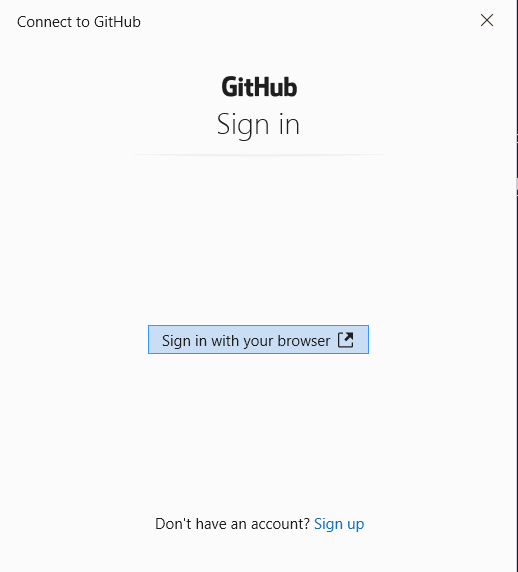 Connect to GitHub
GitHub
Sign in
Sign in with your browser
Don't have an account? Sign up